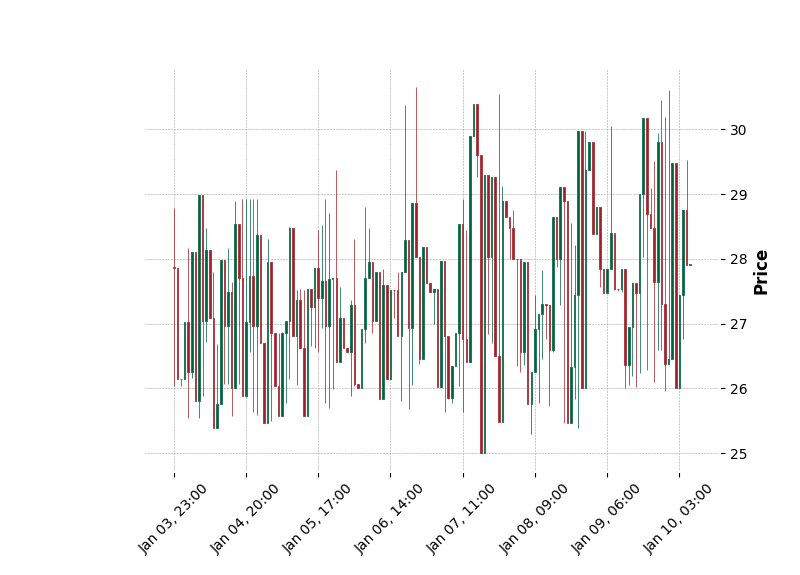 30
29
28
27
26
25
Price
Jan 03, 23:00
Jan 04, 20:00
Jan 05, 17:00
Jan 06, 14:00
Jan 07, 11:00
Jan 08, 09:00
Jan 09, 06:00
Jan 10, 03:00